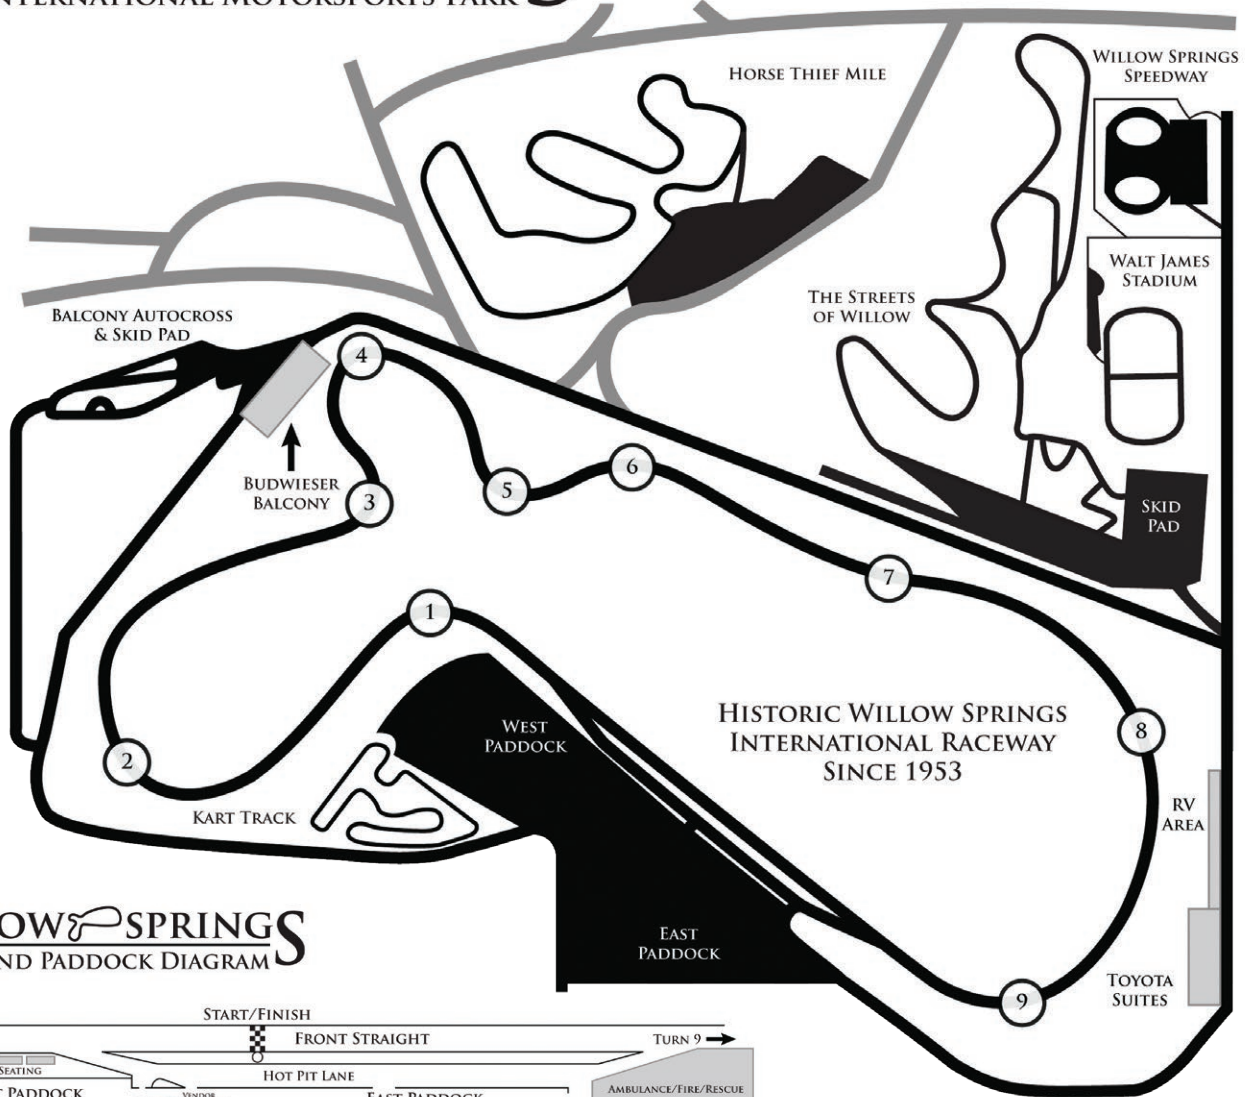 INTERNATIONAL MOTORSPORTS PARK
HORSE THIEF MILE
WILLOW SPRINGS
SPEEDWAY
WALT JAMES
STADIUM
THE STREETS
OF WILLOW
BALCONY AUTOCROSS
& SKID PAD
4
6
BUDWIESER
BALCONY
3
5
SKID
PAD
7
1
HISTORIC WILLOW SPRINGS
INTERNATIONAL RACEWAY
SINCE 1953
WEST
PADDOCK
8
2
KART TRACK
RV
AREA
OW SPRINGS
ND PADDOCK DIAGRAM
EAST
PADDOCK
TOYOTA
SUITES
9
START/FINISH
FRONT STRAIGHT
TURN 9
SEATING
HOT PIT LANE
T PADDOCK
VENDOR
EAST PADDOCK
AMBULANCE/FIRE/RESCUE